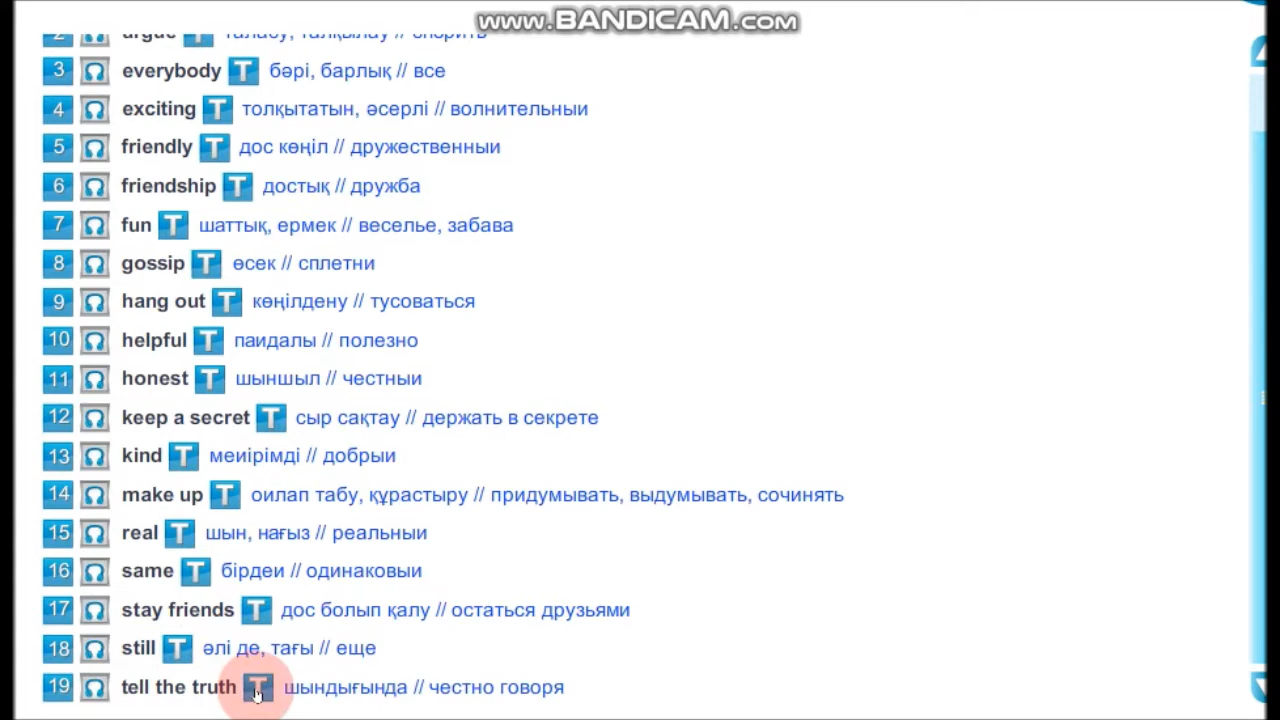 www.BANDICAM.com
2 argue T талабу, талқылау // спорить
3 everybody T бәрі, барлық // все
4 exciting T толқытатын, әсерлі // волнительныи
5 friendly T дос көңіл // дружественныи
6 friendship T достық // дружба
7 fun T шаттық, ермек // веселье, забава
8 gossip T өсек // сплетни
9 hang out T көңілдену // тусоваться
10 helpful T паидалы // полезно
11 honest T шыншыл // честныи
12 keep a secret T сыр сақтау // держать в секрете
13 kind T меиірімді // добрыи
14 make up T оилап табу, құрастыру // придумывать, выдумывать, сочинять
15 real T шын, нағыз // реальныи
16 same T бірдеи // одинаковыи
17 stay friends T дос болып қалу // остаться друзьями
18 still T әлі де, тағы // еще
19 tell the truth T шындығында // честно говоря